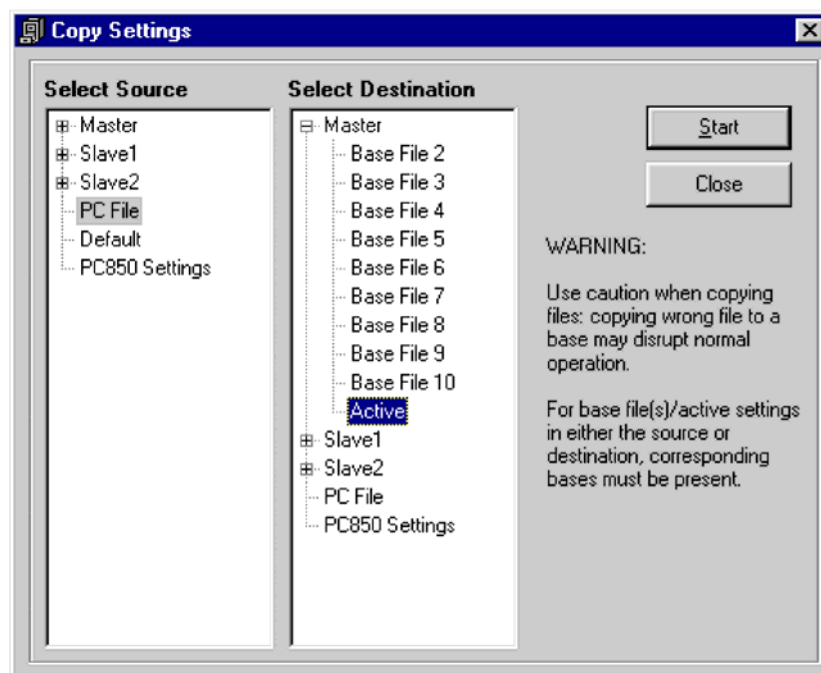 Copy Settings
Select Source
Master
Slave1
Slave2
PC File
Default
PC850 Settings
Select Destination
Master
Base File 2
Base File 3
Base File 4
Base File 5
Base File 6
Base File 7
Base File 8
Base File 9
Base File 10
Active
Slave1
Slave2
PC File
PC850 Settings
Start
Close
WARNING:
Use caution when copying
files: copying wrong file to a
base may disrupt normal
operation.
For base file(s)/active settings
in either the source or
destination, corresponding
bases must be present.